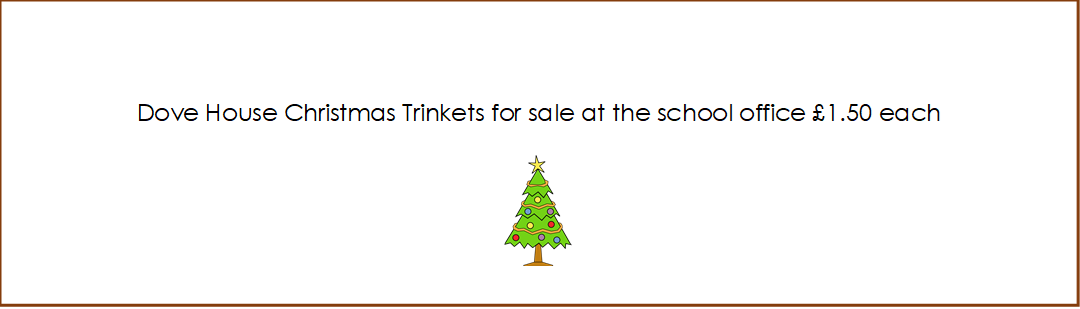 Dove House Christmas Trinkets for sale at the school office £1.50 each